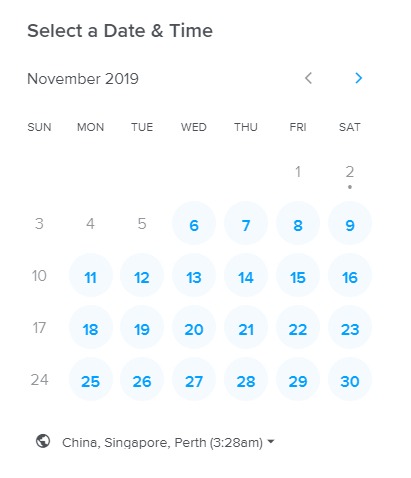 Select a Date & Time
November 2019
SUN MON TUE WED THU FRI SAT
1 2
3 4 5 6 7 8 9
10 11 12 13 14 15 16
17 18 19 20 21 22 23
24 25 26 27 28 29 30
China, Singapore, Perth (3:28am)